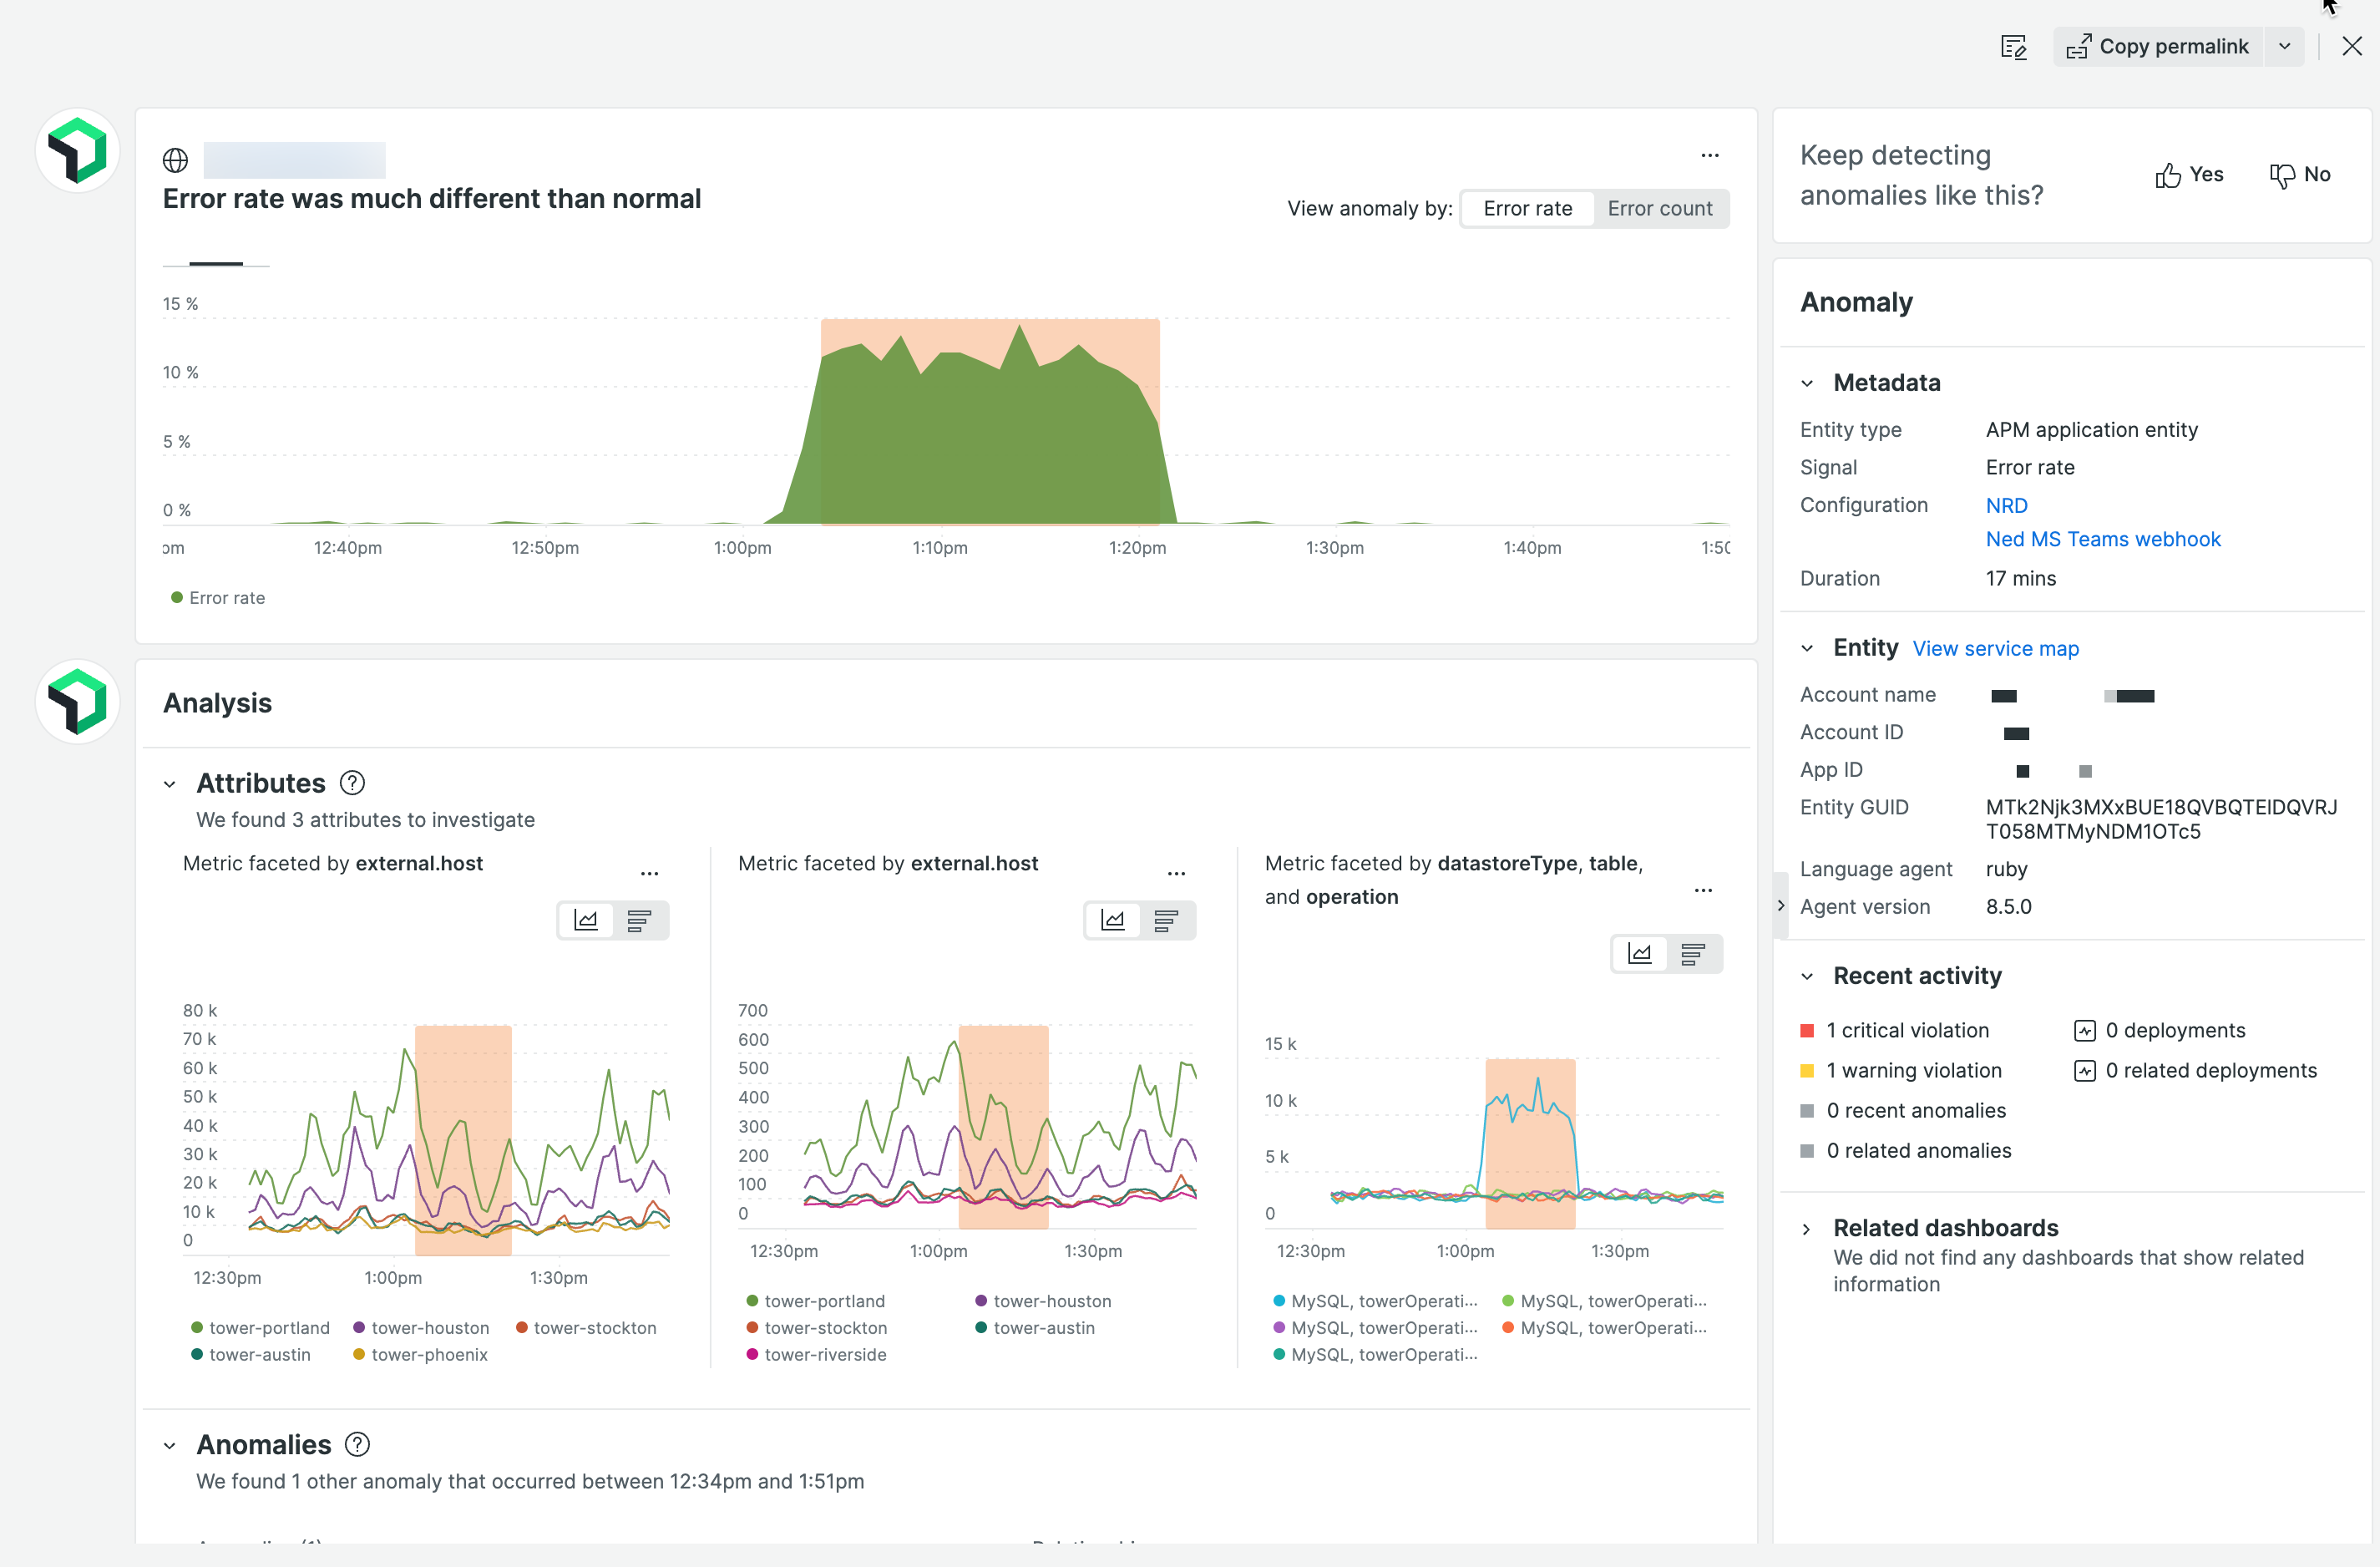 Copy permalink
Error rate was much different than normal
View anomaly by: Error rate Error count
15 %
10 %
5 %
0 %
12:40pm 12:50pm 1:00pm 1:10pm 1:20pm 1:30pm 1:40pm
Error rate
Analysis
Attributes ?
We found 3 attributes to investigate
Metric faceted by external.host
80 k
70 k
60 k
50 k
40 k
30 k
20 k
10 k
0
12:30pm 1:00pm 1:30pm
tower-portland tower-houston tower-stockton
tower-austin tower-phoenix
Metric faceted by external.host
700
600
500
400
300
200
100
0
12:30pm 1:00pm 1:30pm
tower-portland tower-houston
tower-stockton tower-austin
tower-riverside
Metric faceted by datastoreType, table,
and operation
15 k
10 k
5 k
0
12:30pm 1:00pm 1:30pm
MySQL, towerOperati... MySQL, towerOperati...
MySQL, towerOperati... MySQL, towerOperati...
MySQL, towerOperati...
Anomalies ?
We found 1 other anomaly that occurred between 12:34pm and 1:51pm
Keep detecting
anomalies like this?
Yes No
Anomaly
Metadata
Entity type APM application entity
Signal Error rate
Configuration NRD
Ned MS Teams webhook
Duration 17 mins
Entity View service map
Account name
Account ID
App ID
Entity GUID MTk2Njk3MXxBUE18QVBQTElDQVRJ
T058MTMyNDM1OTc5
Language agent ruby
Agent version 8.5.0
Recent activity
1 critical violation 0 deployments
1 warning violation 0 related deployments
0 recent anomalies
0 related anomalies
Related dashboards
We did not find any dashboards that show related
information